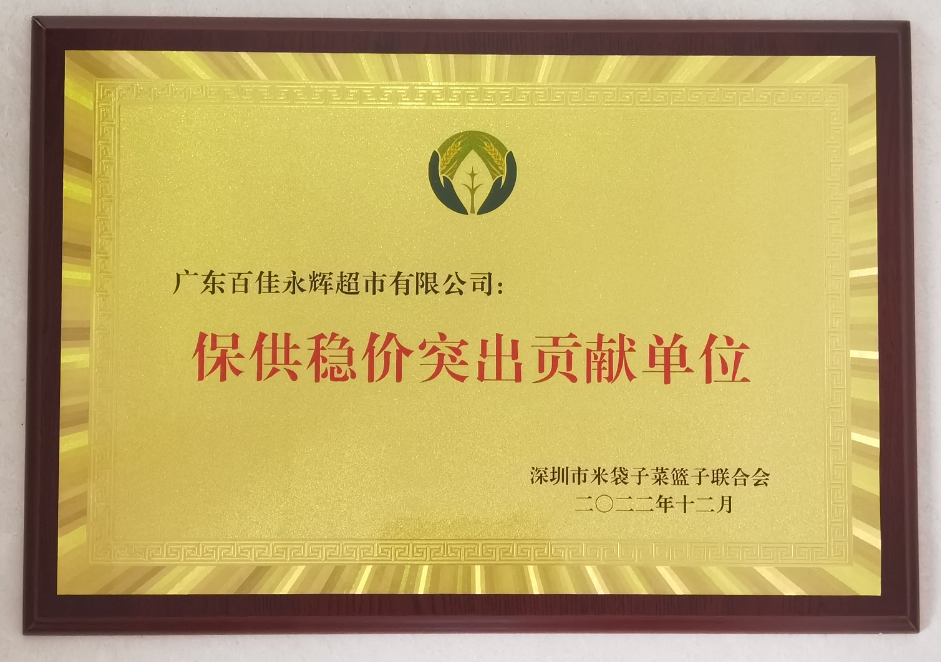 广东百佳永辉超市有限公司：
保供稳价突出贡献单位
深圳市米袋子菜篮子联合会
二〇二二年十二月